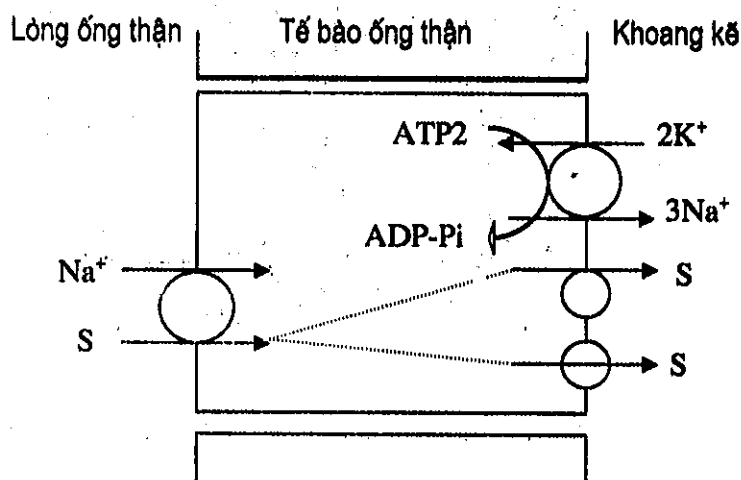 Lòng ống thận Tế bào ống thận Khoang kẽ
ATP2 2K⁺
3Na⁺
ADP-Pi
Na⁺ S
S S